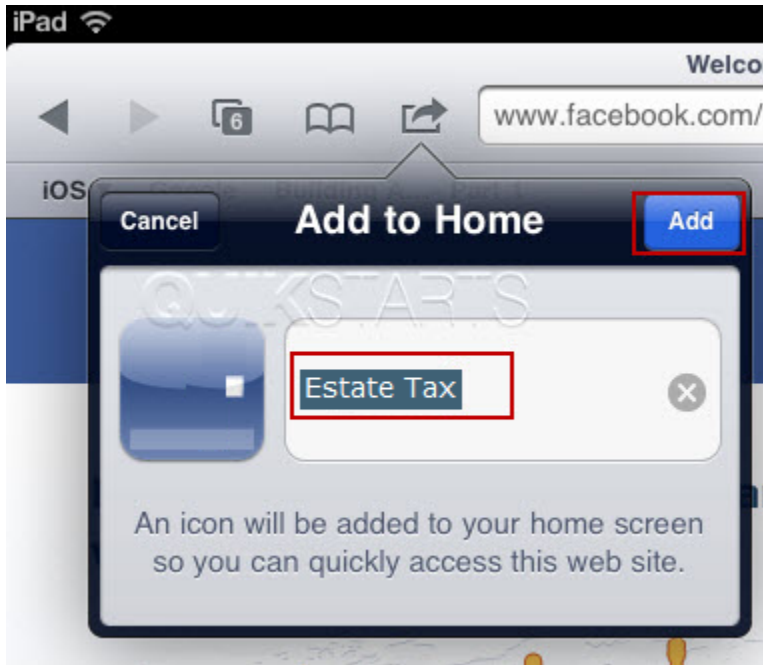 iPad
Welco
6
www.facebook.com/
iOS
Cancel
Add to Home
Add
QUIKSTARTS
Estate Tax
An icon will be added to your home screen
so you can quickly access this web site.